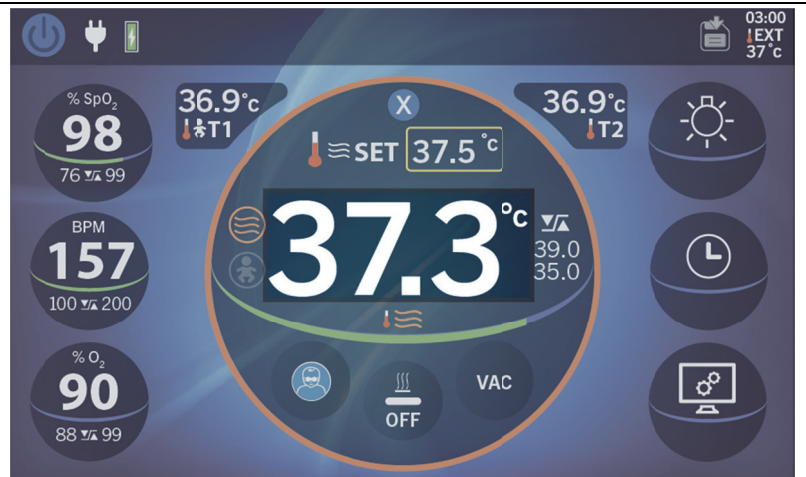 03:00
EXT
37°c
% SpO2
98
76 99
36.9°c
T1
X
36.9°c
T2
SET 37.5°c
37.3°c
39.0
35.0
BPM
157
100 200
% O2
90
88 99
OFF
VAC